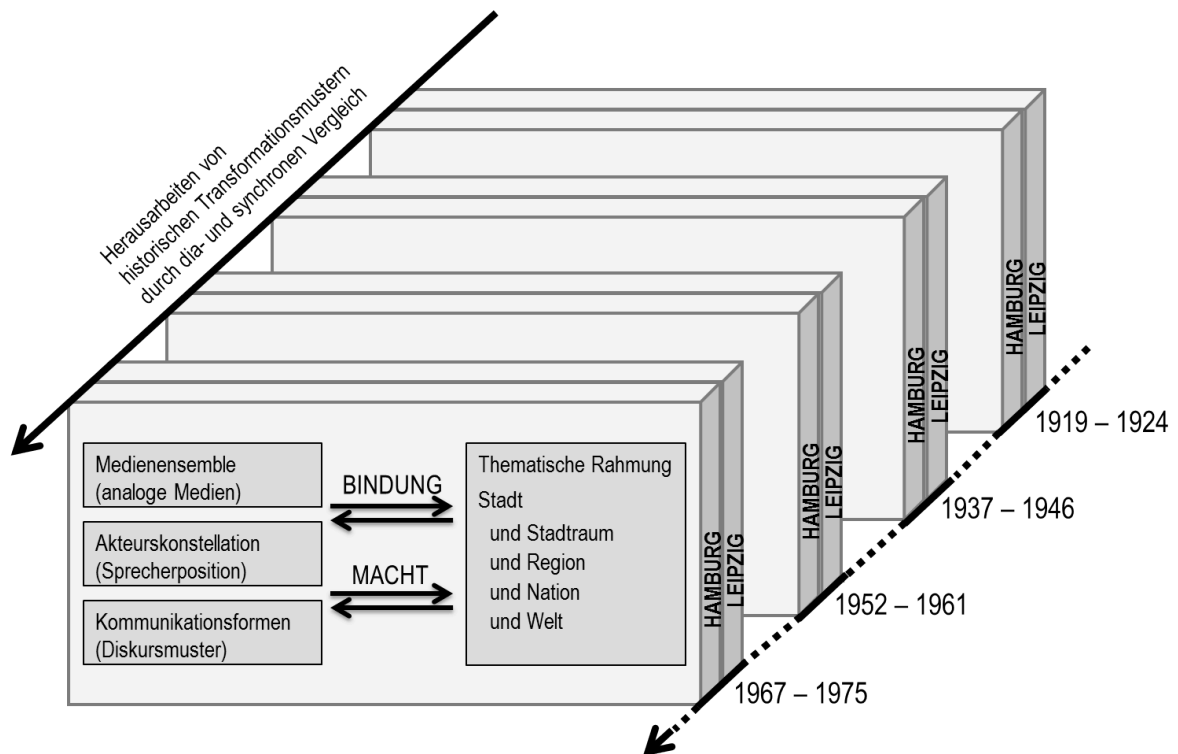 Herausarbeiten von
historischen Transformationsmustern
durch dia- und synchronen Vergleich
Medienensemble
(analoge Medien)
Akteurskonstellation
(Sprecherposition)
Kommunikationsformen
(Diskursmuster)
BINDUNG
MACHT
Thematische Rahmung
Stadt
und Stadtraum
und Region
und Nation
und Welt
HAMBURG
LEIPZIG
1967 – 1975
HAMBURG
LEIPZIG
1952 – 1961
HAMBURG
LEIPZIG
1937 – 1946
HAMBURG
LEIPZIG
1919 – 1924